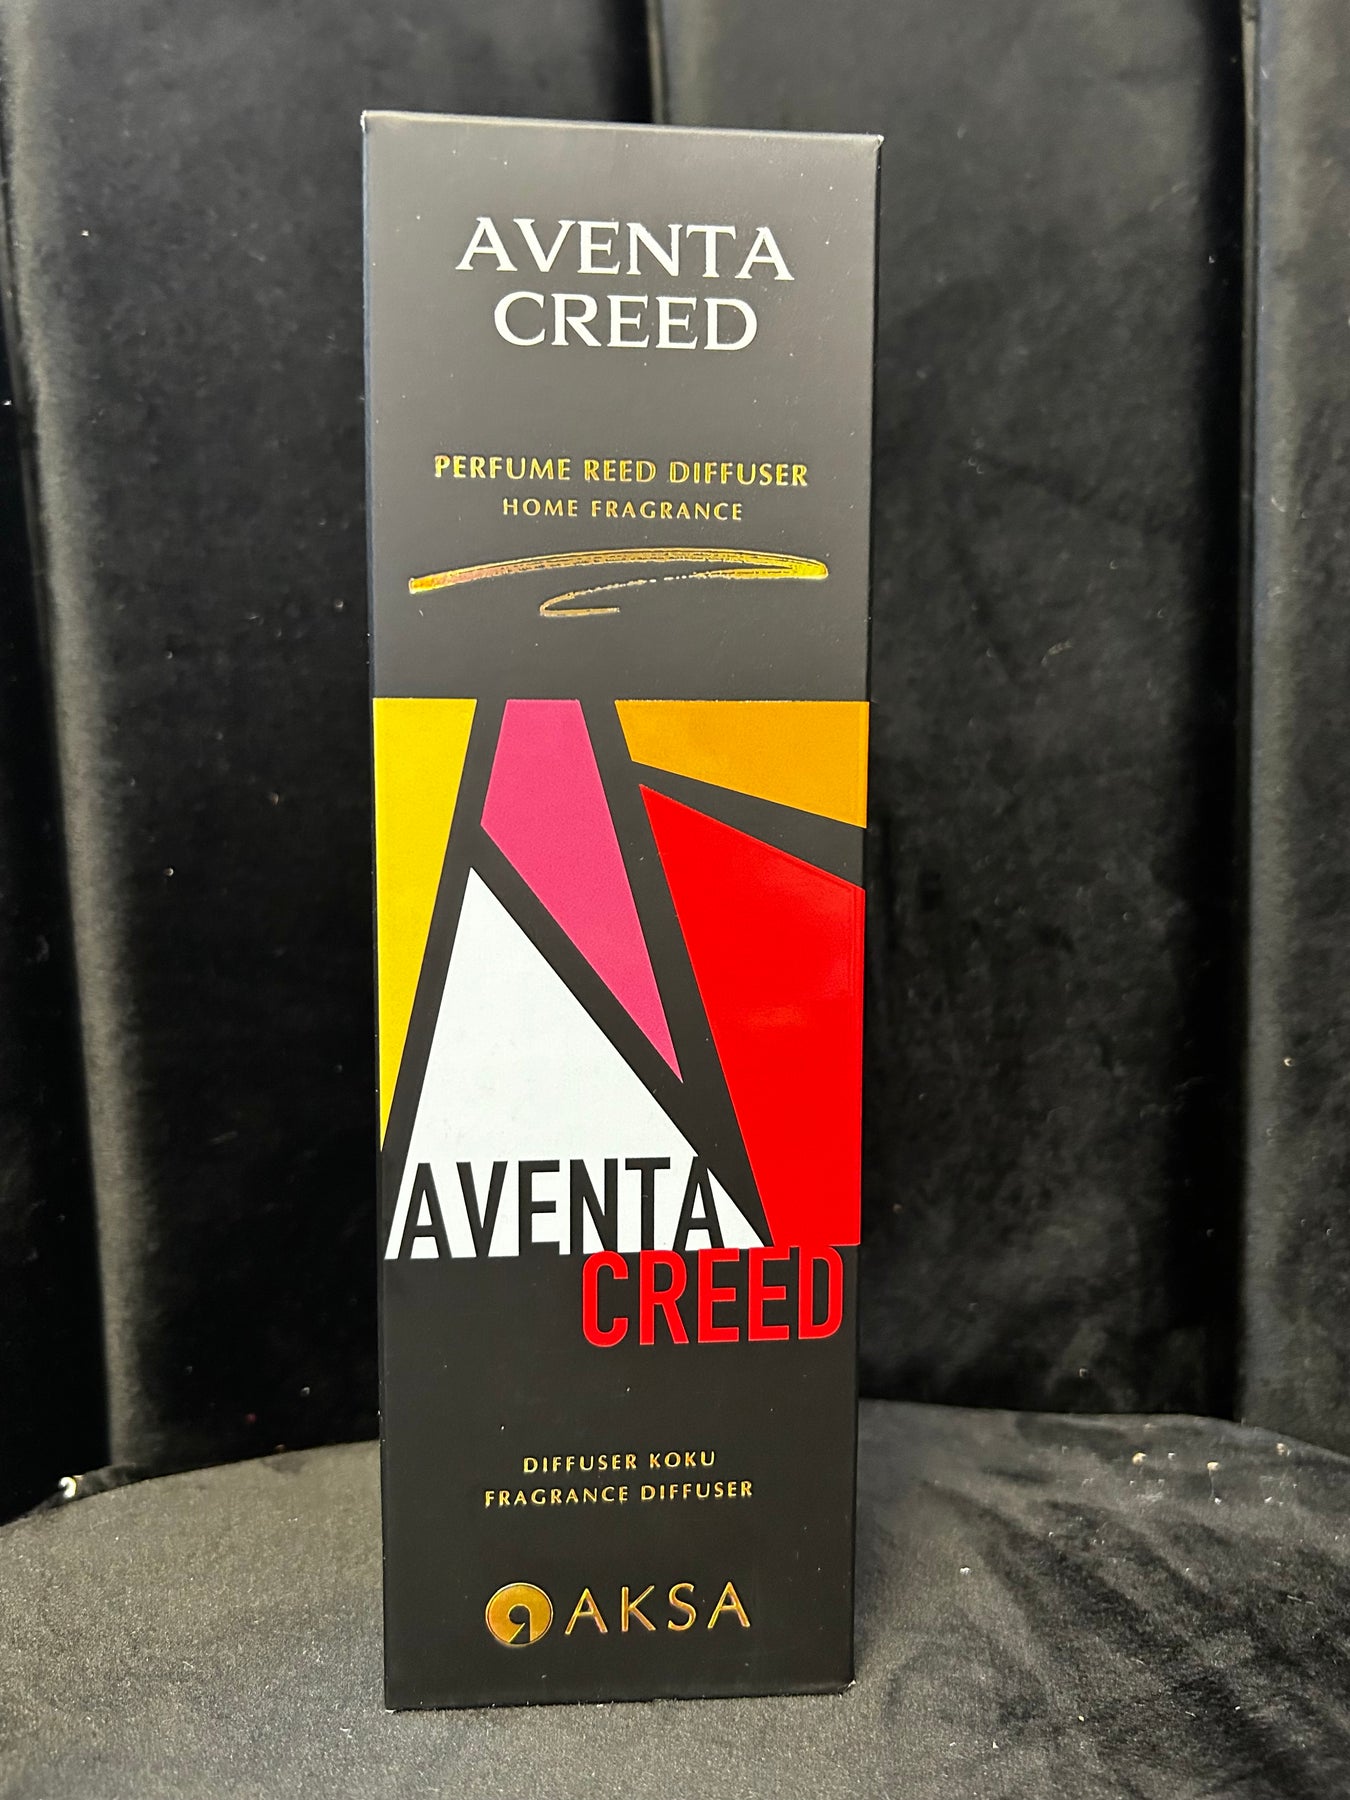 AVENTA
CREED
PERFUME REED DIFFUSER
HOME FRAGRANCE
AVENTA
CREED
DIFFUSER KOKU
FRAGRANCE DIFFUSER
AKSA